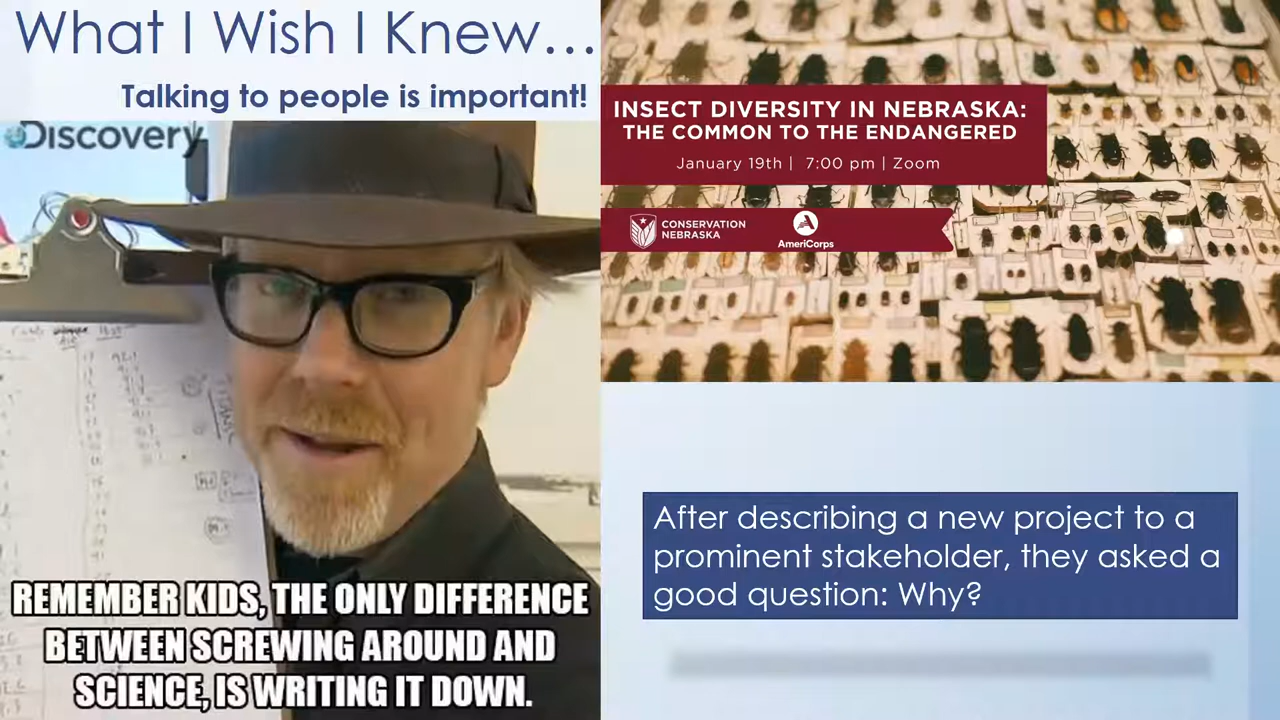 What I Wish I Knew…
Talking to people is important!
Discovery
REMEMBER KIDS, THE ONLY DIFFERENCE
BETWEEN SCREWING AROUND AND
SCIENCE, IS WRITING IT DOWN.
INSECT DIVERSITY IN NEBRASKA:
THE COMMON TO THE ENDANGERED
January 19th | 7:00 pm | Zoom
CONSERVATION
NEBRASKA
AmeriCorps
After describing a new project to a
prominent stakeholder, they asked a
good question: Why?